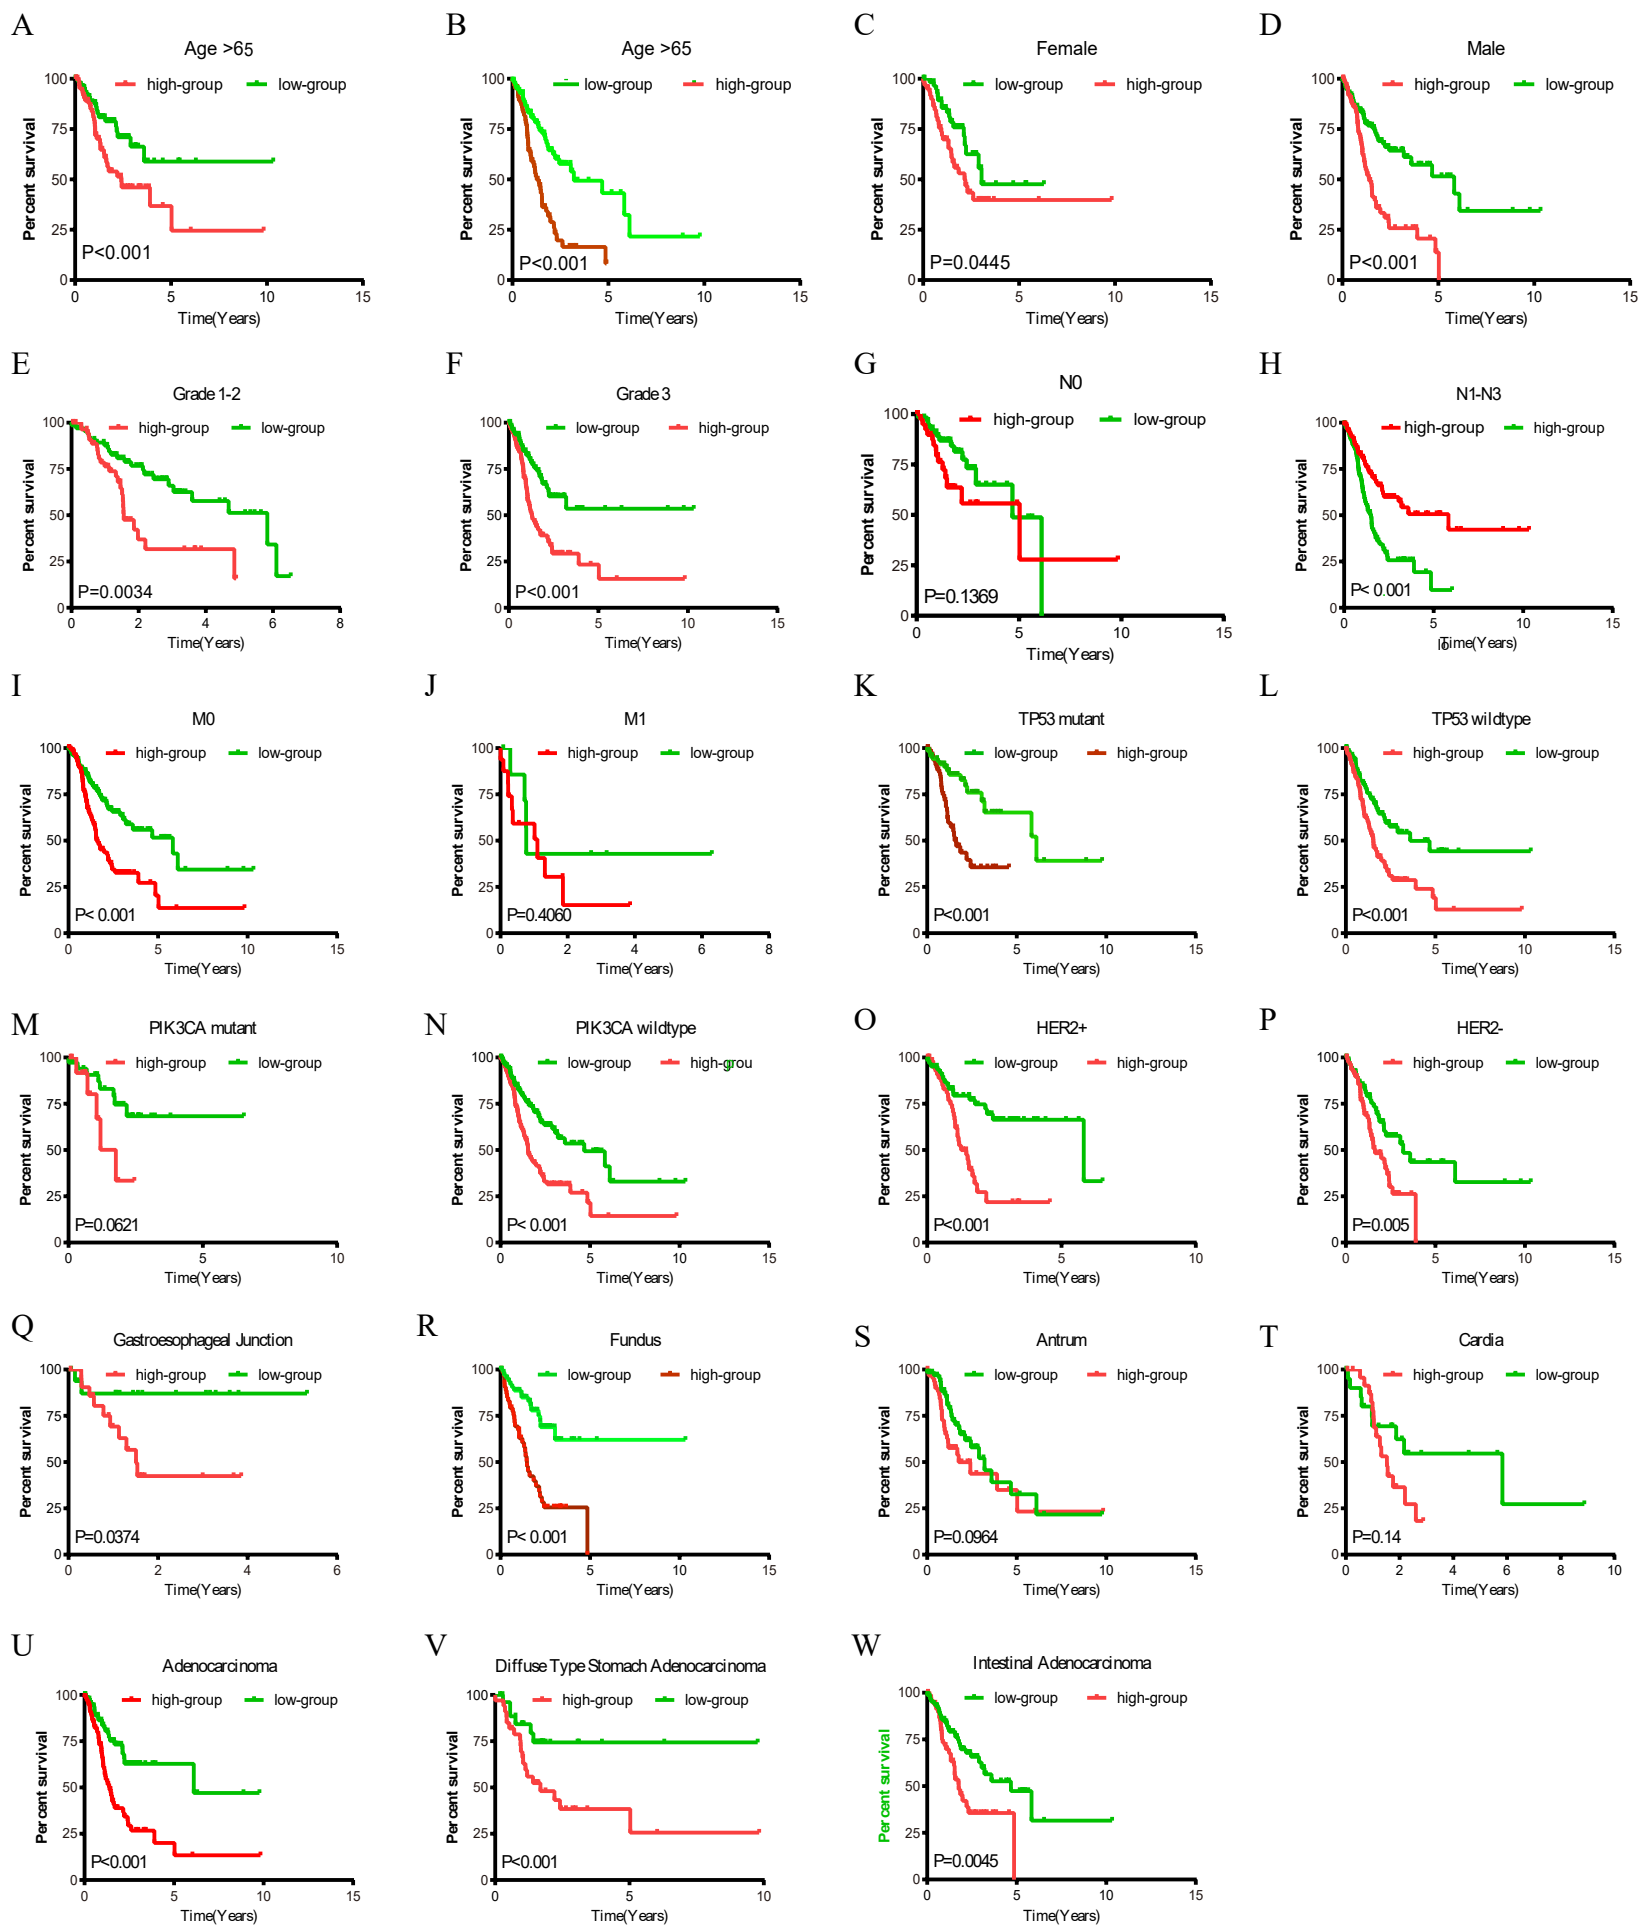 A
Age >65
high-group low-group
Percent survival
100
75
50
25
0
P<0.001
0 5 10 15
Time(Years)
B
Age >65
low-group high-group
Percent survival
100
75
50
25
0
P<0.001
0 5 10 15
Time(Years)
C
Female
low-group high-group
Percent survival
100
75
50
25
0
P=0.0445
0 5 10 15
Time(Years)
D
Male
high-group low-group
Percent survival
100
75
50
25
0
P<0.001
0 5 10 15
Time(Years)
E
Grade 1-2
high-group low-group
Percent survival
100
75
50
25
0
P=0.0034
0 2 4 6 8
Time(Years)
F
Grade 3
low-group high-group
Percent survival
100
75
50
25
0
P<0.001
0 5 10 15
Time(Years)
G
N0
high-group low-group
Percent survival
100
75
50
25
0
P=0.1369
0 5 10 15
Time(Years)
H
N1-N3
high-group high-group
Percent survival
100
75
50
25
0
P< 0.001
0 5 10 15
Time(Years)
I
M0
high-group low-group
Percent survival
100
75
50
25
0
P< 0.001
0 5 10 15
Time(Years)
J
M1
high-group low-group
Percent survival
100
75
50
25
0
P=0.4060
0 2 4 6 8
Time(Years)
K
TP53 mutant
low-group high-group
Percent survival
100
75
50
25
0
P<0.001
0 5 10 15
Time(Years)
L
TP53 wildtype
high-group low-group
Percent survival
100
75
50
25
0
P<0.001
0 5 10 15
Time(Years)
M
PIK3CA mutant
high-group low-group
Percent survival
100
75
50
25
0
P=0.0621
0 5 10
Time(Years)
N
PIK3CA wildtype
low-group high-grou
Percent survival
100
75
50
25
0
P< 0.001
0 5 10 15
Time(Years)
O
HER2+
low-group high-group
Percent survival
100
75
50
25
0
P<0.001
0 5 10
Time(Years)
P
HER2-
high-group low-group
Percent survival
100
75
50
25
0
P=0.005
0 5 10 15
Time(Years)
Q
Gastroesophageal Junction
high-group low-group
Percent survival
100
75
50
25
0
P=0.0374
0 2 4 6
Time(Years)
R
Fundus
low-group high-group
Percent survival
100
75
50
25
0
P< 0.001
0 5 10 15
Time(Years)
S
Antrum
low-group high-group
Percent survival
100
75
50
25
0
P=0.0964
0 5 10 15
Time(Years)
T
Cardia
high-group low-group
Percent survival
100
75
50
25
0
P=0.14
0 2 4 6 8 10
Time(Years)
U
Adenocarcinoma
high-group low-group
Percent survival
100
75
50
25
0
P<0.001
0 5 10 15
Time(Years)
V
Diffuse Type Stomach Adenocarcinoma
high-group low-group
Percent survival
100
75
50
25
0
P<0.001
0 5 10
Time(Years)
W
Intestinal Adenocarcinoma
low-group high-group
Percent survival
100
75
50
25
0
P=0.0045
0 5 10 15
Time(Years)